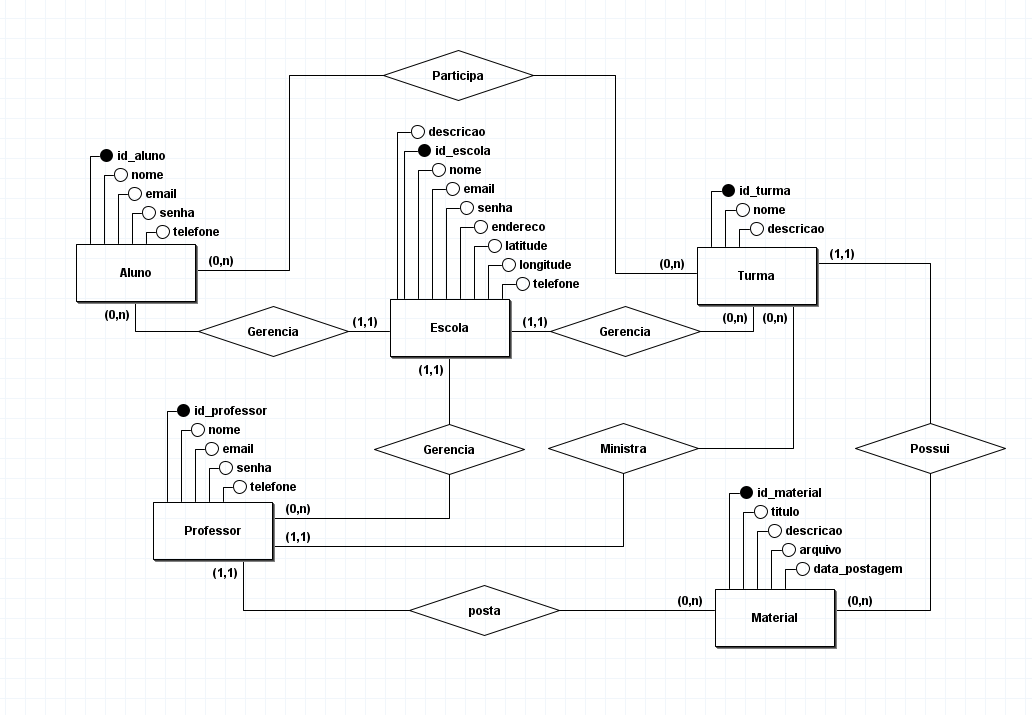 Participa
descricao
id_escola
nome
email
senha
endereco
latitude
longitude
telefone
Escola
id_aluno
nome
email
senha
telefone
Aluno
(0,n)
(0,n)
id_turma
nome
descricao
Turma
(0,n)
(1,1)
(0,n)
(0,n)
Gerencia
(1,1)
(1,1)
Gerencia
(1,1)
Gerencia
Ministra
Possui
id_professor
nome
email
senha
telefone
Professor
(0,n)
(1,1)
(1,1)
posta
id_material
titulo
descricao
arquivo
data_postagem
Material
(0,n)
(0,n)